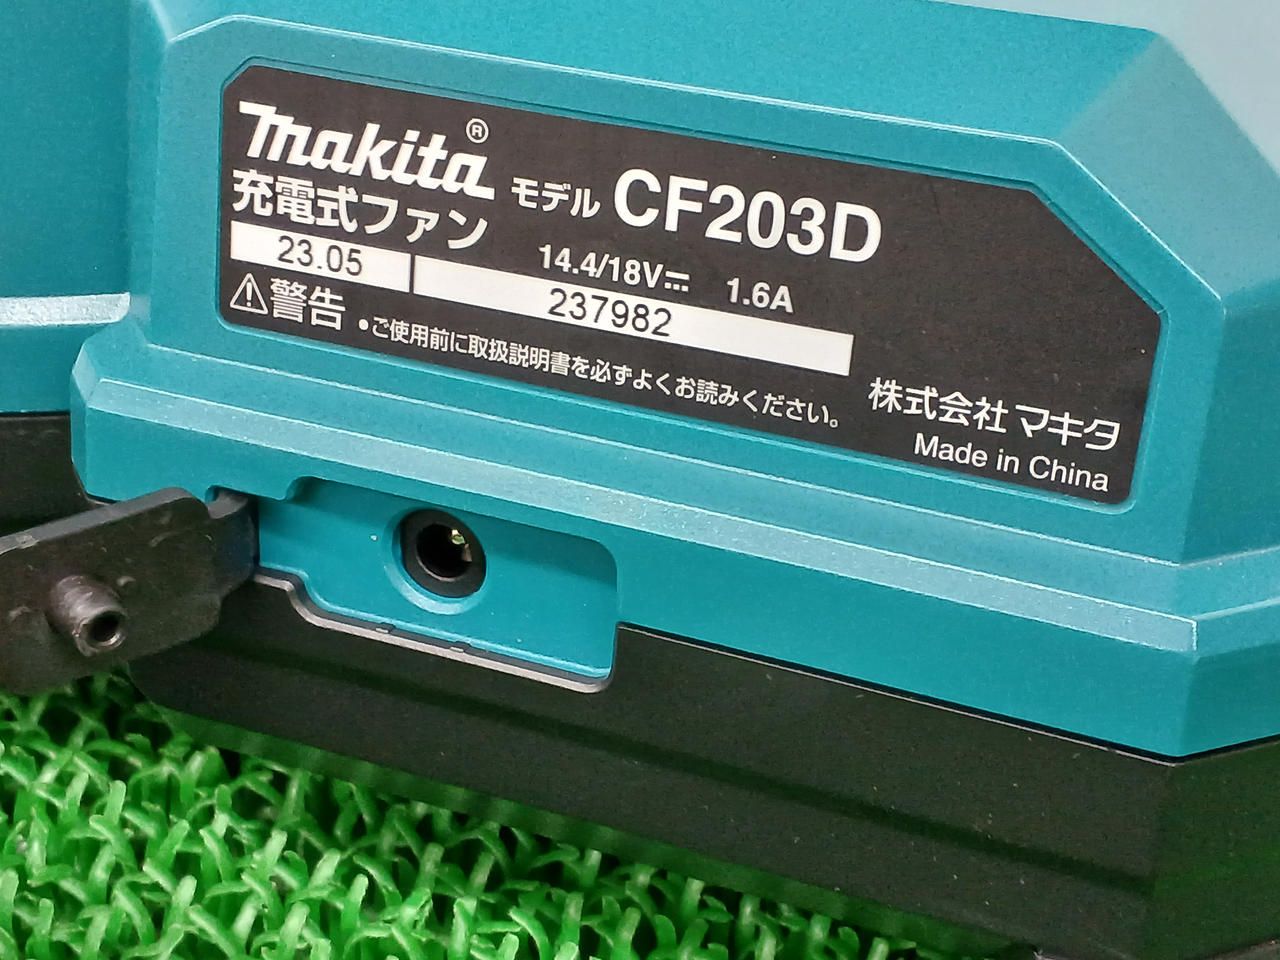 makita®
モデル CF203D
充電式ファン
14.4/18V⎓ 1.6A
23.05
237982
⚠警告
•ご使用前に取扱説明書を必ずよくお読みください。
株式会社マキタ
Made in China